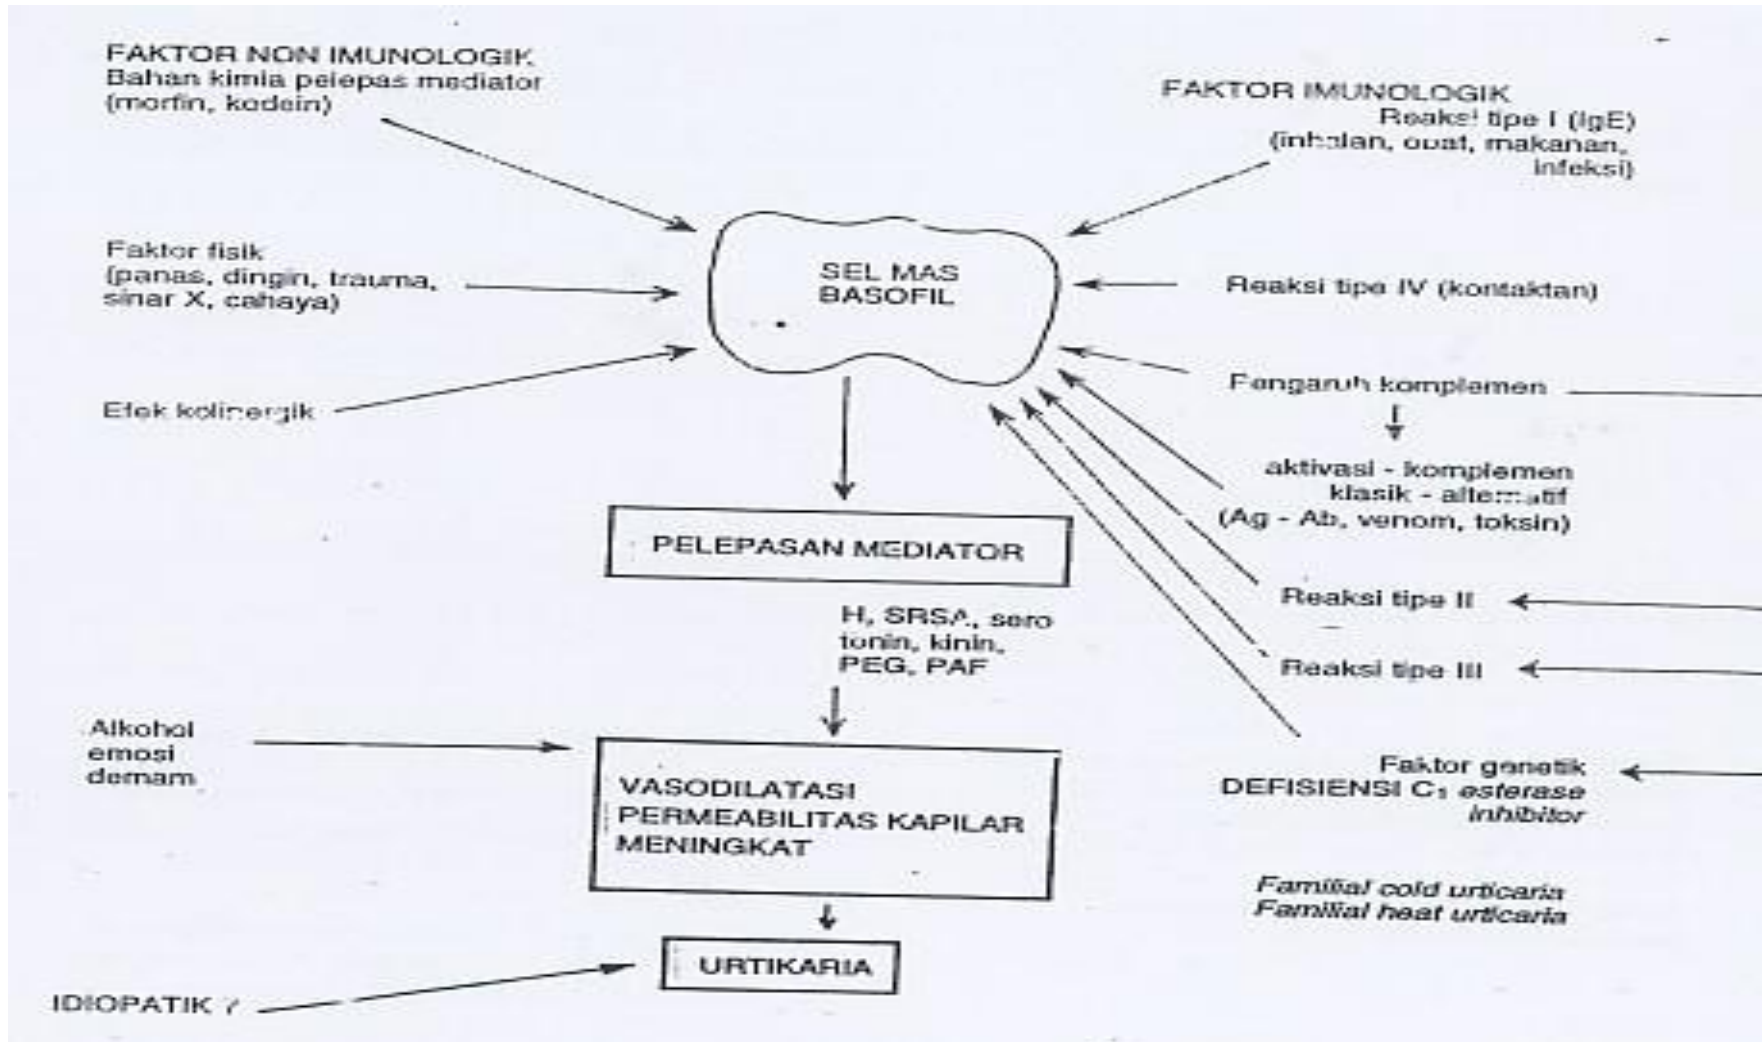 FAKTOR NON IMUNOLOGIK
Bahan kimia pelepas mediator
(morfin, kodein)
FAKTOR IMUNOLOGIK
Reaksi tipe I (IgE)
(inhalan, obat, makanan,
infeksi)
Faktor fisik
(panas, dingin, trauma,
sinar X, cahaya)
SEL MAS
BASOFIL
Reaksi tipe IV (kontaktan)
Efek kolinergik
Pengaruh komplemen
aktivasi - komplemen
klasik - alternatif
(Ag - Ab, venom, toksin)
PELEPASAN MEDIATOR
Reaksi tipe II
H, SRSA, sero
tonin, kinin,
PEG, PAF
Reaksi tipe III
Alkohol
emosi
demam
VASODILATASI
PERMEABILITAS KAPILAR
MENINGKAT
Faktor genetik
DEFISIENSI C₁ esterase
inhibitor
Familial cold urticaria
Familial heat urticaria
URTIKARIA
IDIOPATIK ?